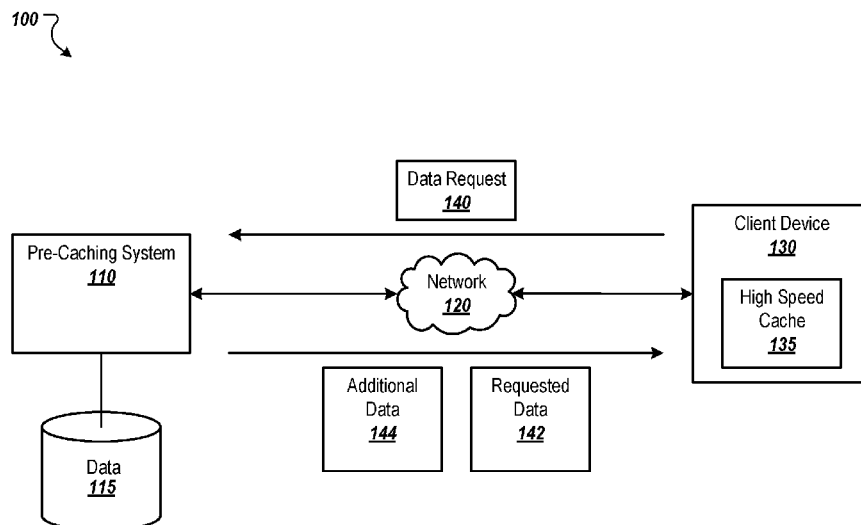 100
Data Request
140
Client Device
130
Pre-Caching System
110
Network
120
High Speed
Cache
135
Additional
Data
144
Requested
Data
142
Data
115